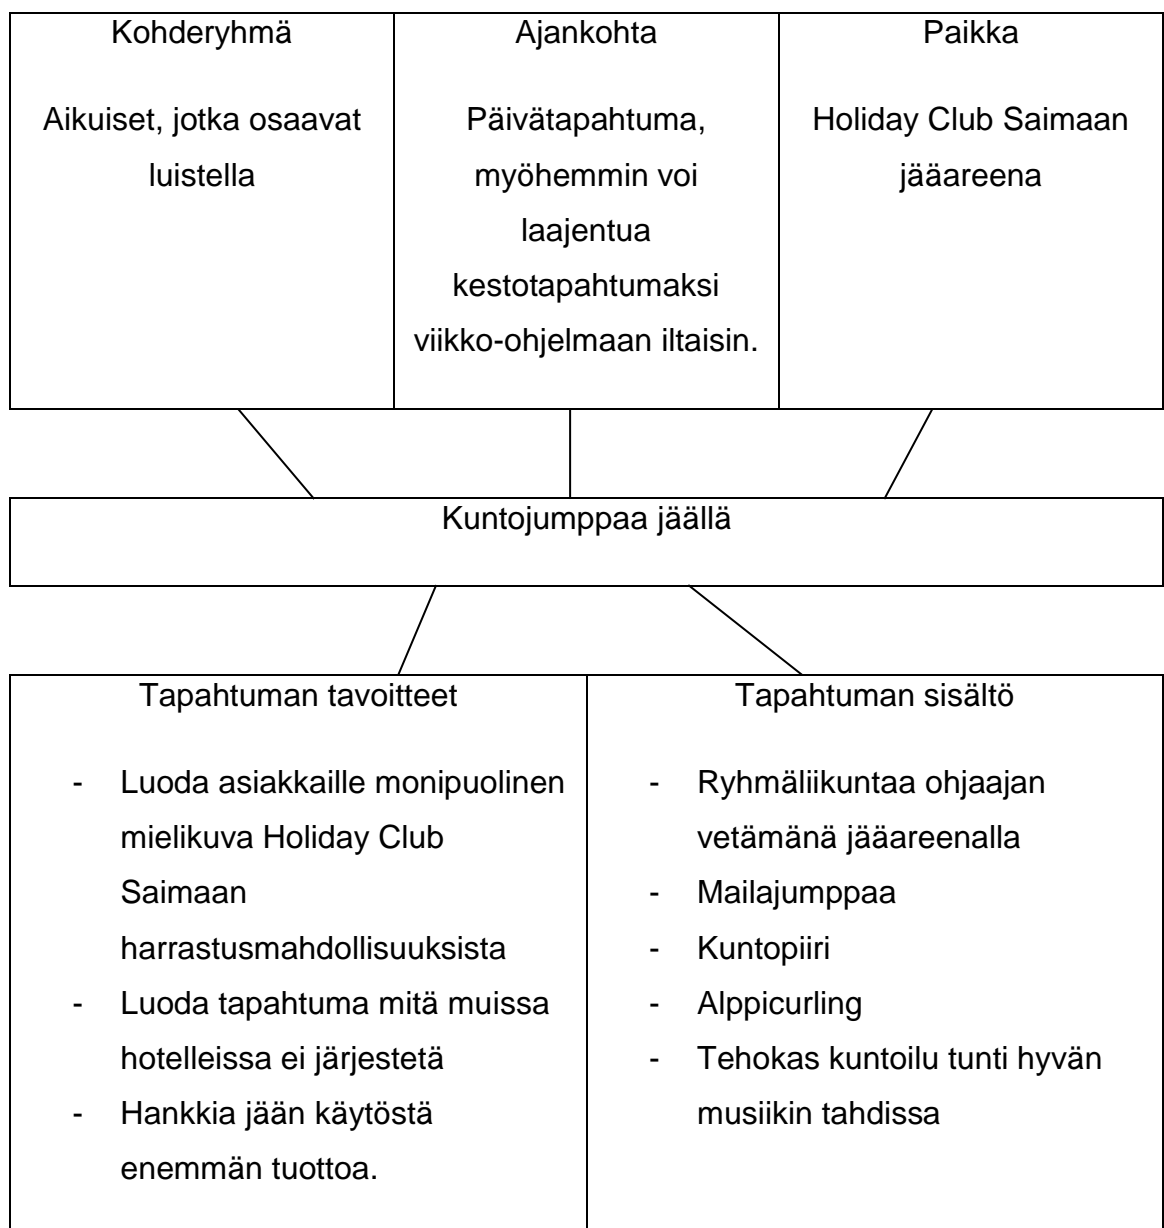 Kohderyhmä
Aikuiset, jotka osaavat
luistella
Ajankohta
Päivätapahtuma,
myöhemmin voi
laajentua
kestotapahtumaksi
viikko-ohjelmaan iltaisin.
Paikka
Holiday Club Saimaan
jääareena
Kuntojumppaa jäällä
Tapahtuman tavoitteet
- Luoda asiakkaille monipuolinen
mielikuva Holiday Club
Saimaan
harrastusmahdollisuuksista
- Luoda tapahtuma mitä muissa
hotelleissa ei järjestetä
- Hankkia jään käytöstä
enemmän tuottoa.
Tapahtuman sisältö
- Ryhmäliikuntaa ohjaajan
vetämänä jääareenalla
- Mailajumppaa
- Kuntopiiri
- Alppicurling
- Tehokas kuntoilu tunti hyvän
musiikin tahdissa